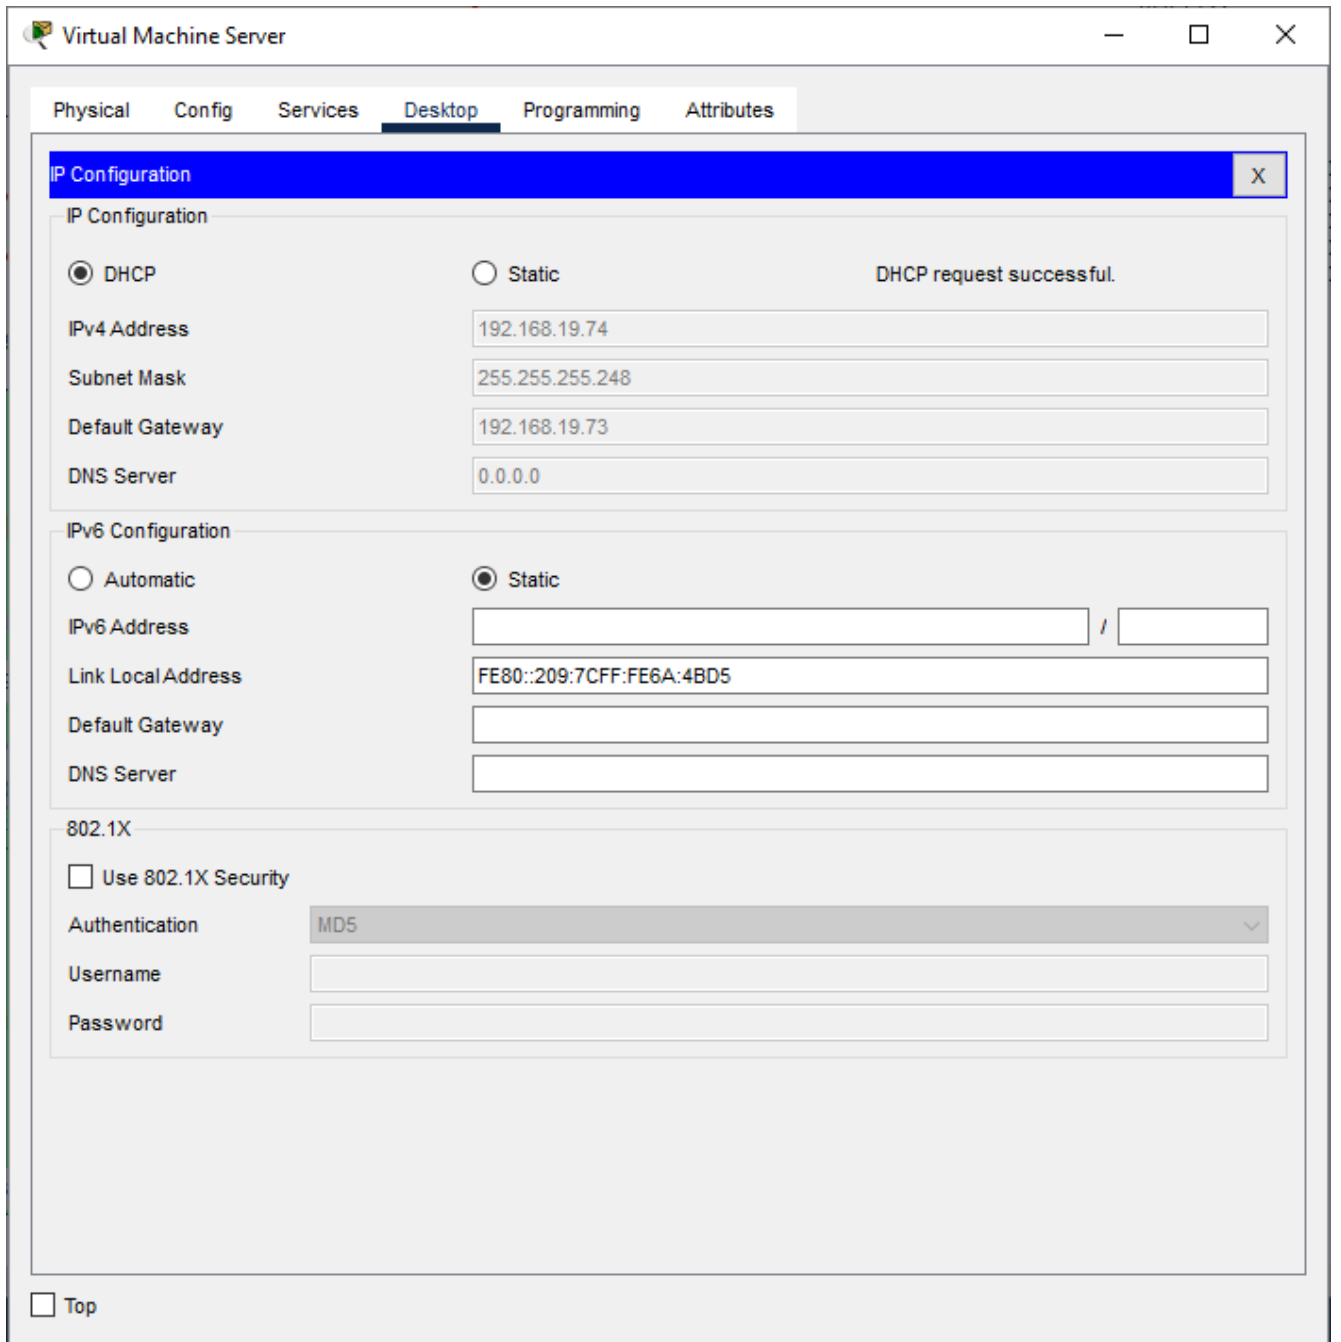 Virtual Machine Server
Physical Config Services Desktop Programming Attributes
IP Configuration X
IP Configuration
DHCP Static DHCP request successful.
IPv4 Address 192.168.19.74
Subnet Mask 255.255.255.248
Default Gateway 192.168.19.73
DNS Server 0.0.0.0
IPv6 Configuration
Automatic Static
IPv6 Address /
Link Local Address FE80::209:7CFF:FE6A:4BD5
Default Gateway
DNS Server
802.1X
Use 802.1X Security
Authentication MD5
Username
Password
Top